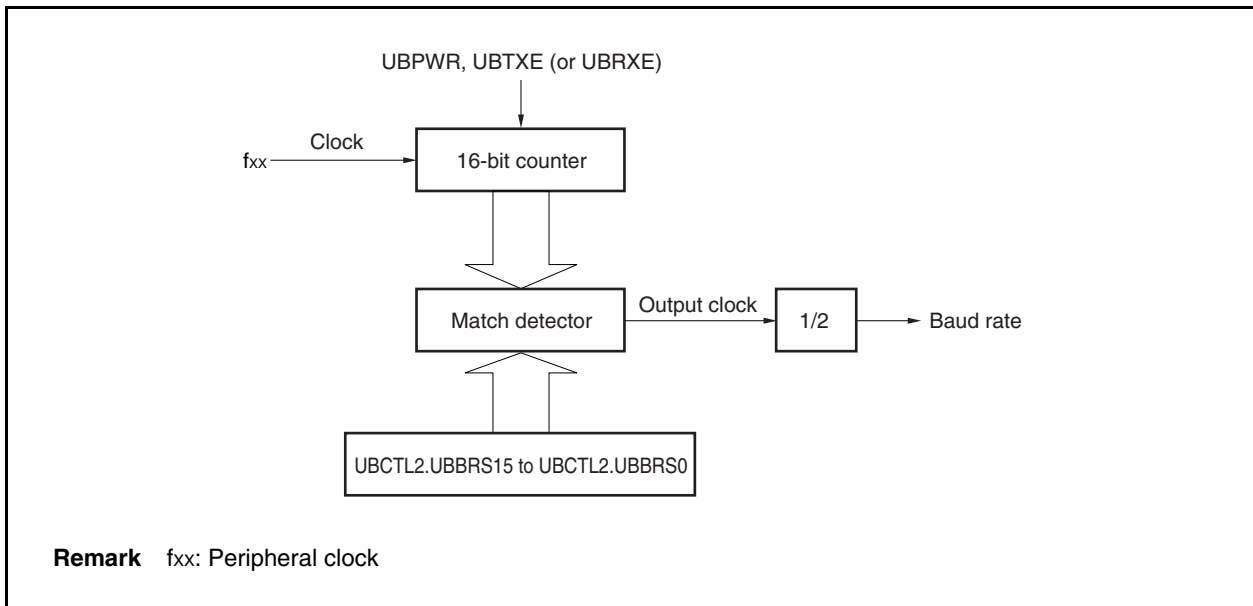 UBPWR, UBTXE (or UBRXE)
Clock
fxx
16-bit counter
Match detector
Output clock
1/2
Baud rate
UBCTL2.UBBRS15 to UBCTL2.UBBRS0
Remark fxx: Peripheral clock